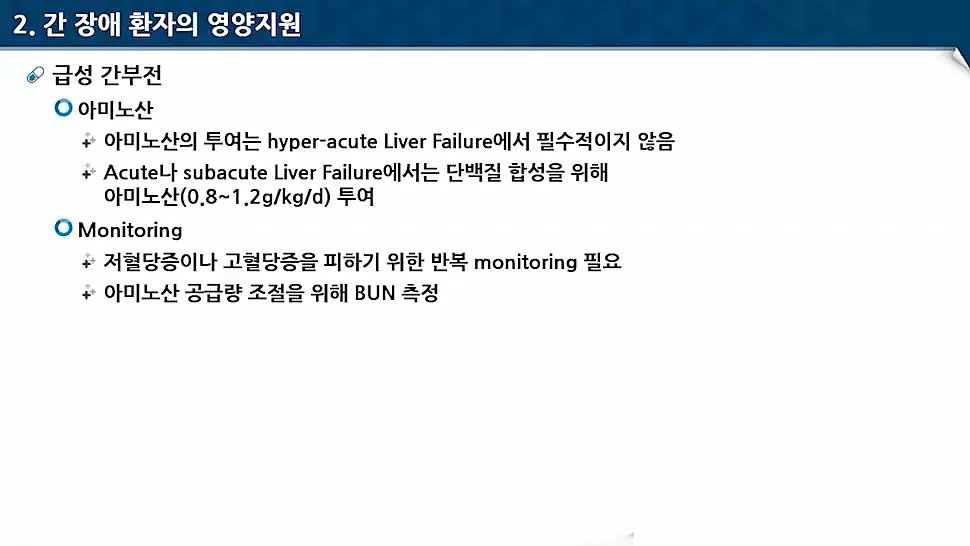 2. 간 장애 환자의 영양지원
급성 간부전
아미노산
아미노산의 투여는 hyper-acute Liver Failure에서 필수적이지 않음
Acute나 subacute Liver Failure에서는 단백질 합성을 위해
아미노산(0.8~1.2g/kg/d) 투여
Monitoring
저혈당증이나 고혈당증을 피하기 위한 반복 monitoring 필요
아미노산 공급량 조절을 위해 BUN 측정